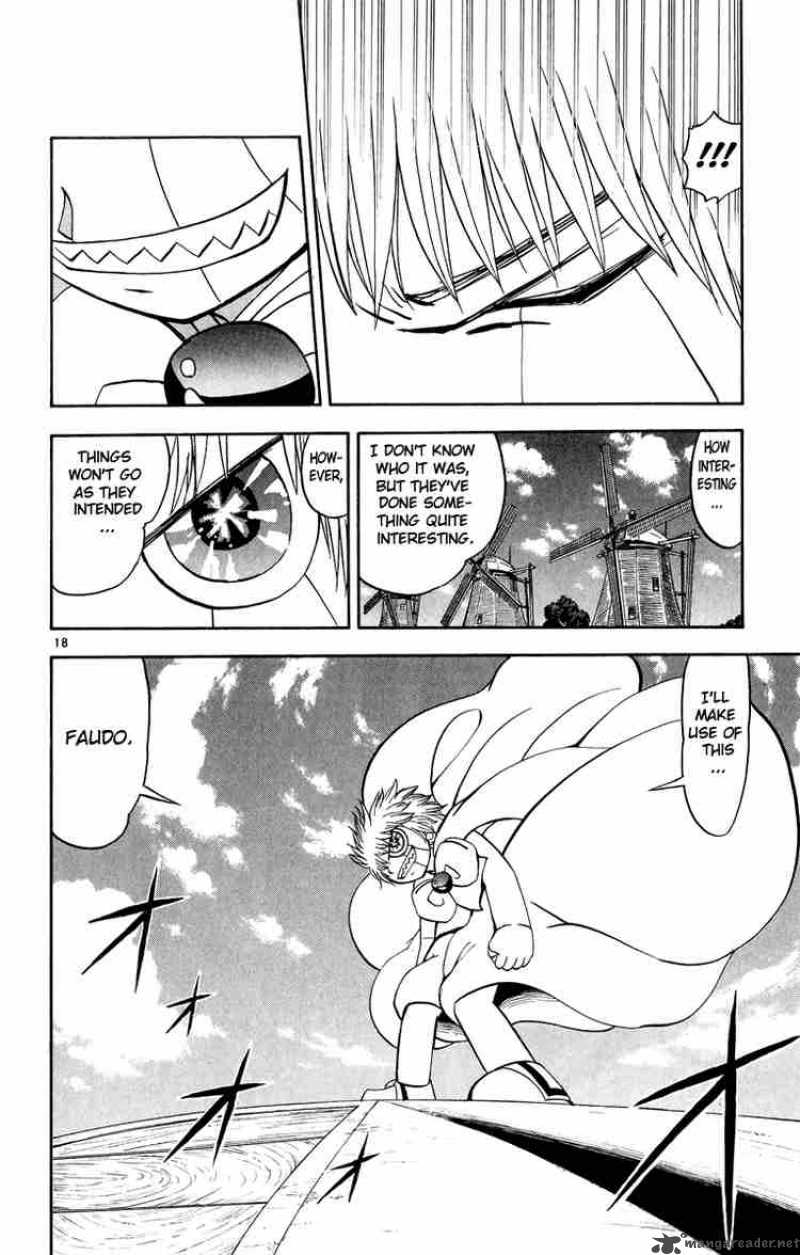 !!!
HOW
INTER-
ESTING
...
I DON'T KNOW
WHO IT WAS,
BUT THEY'VE
DONE SOME-
THING QUITE
INTERESTING.
HOW-
EVER,
THINGS
WON'T GO
AS THEY
INTENDED
...
18
I'LL
MAKE
USE OF
THIS
...
FAUDO.
mangareader.net